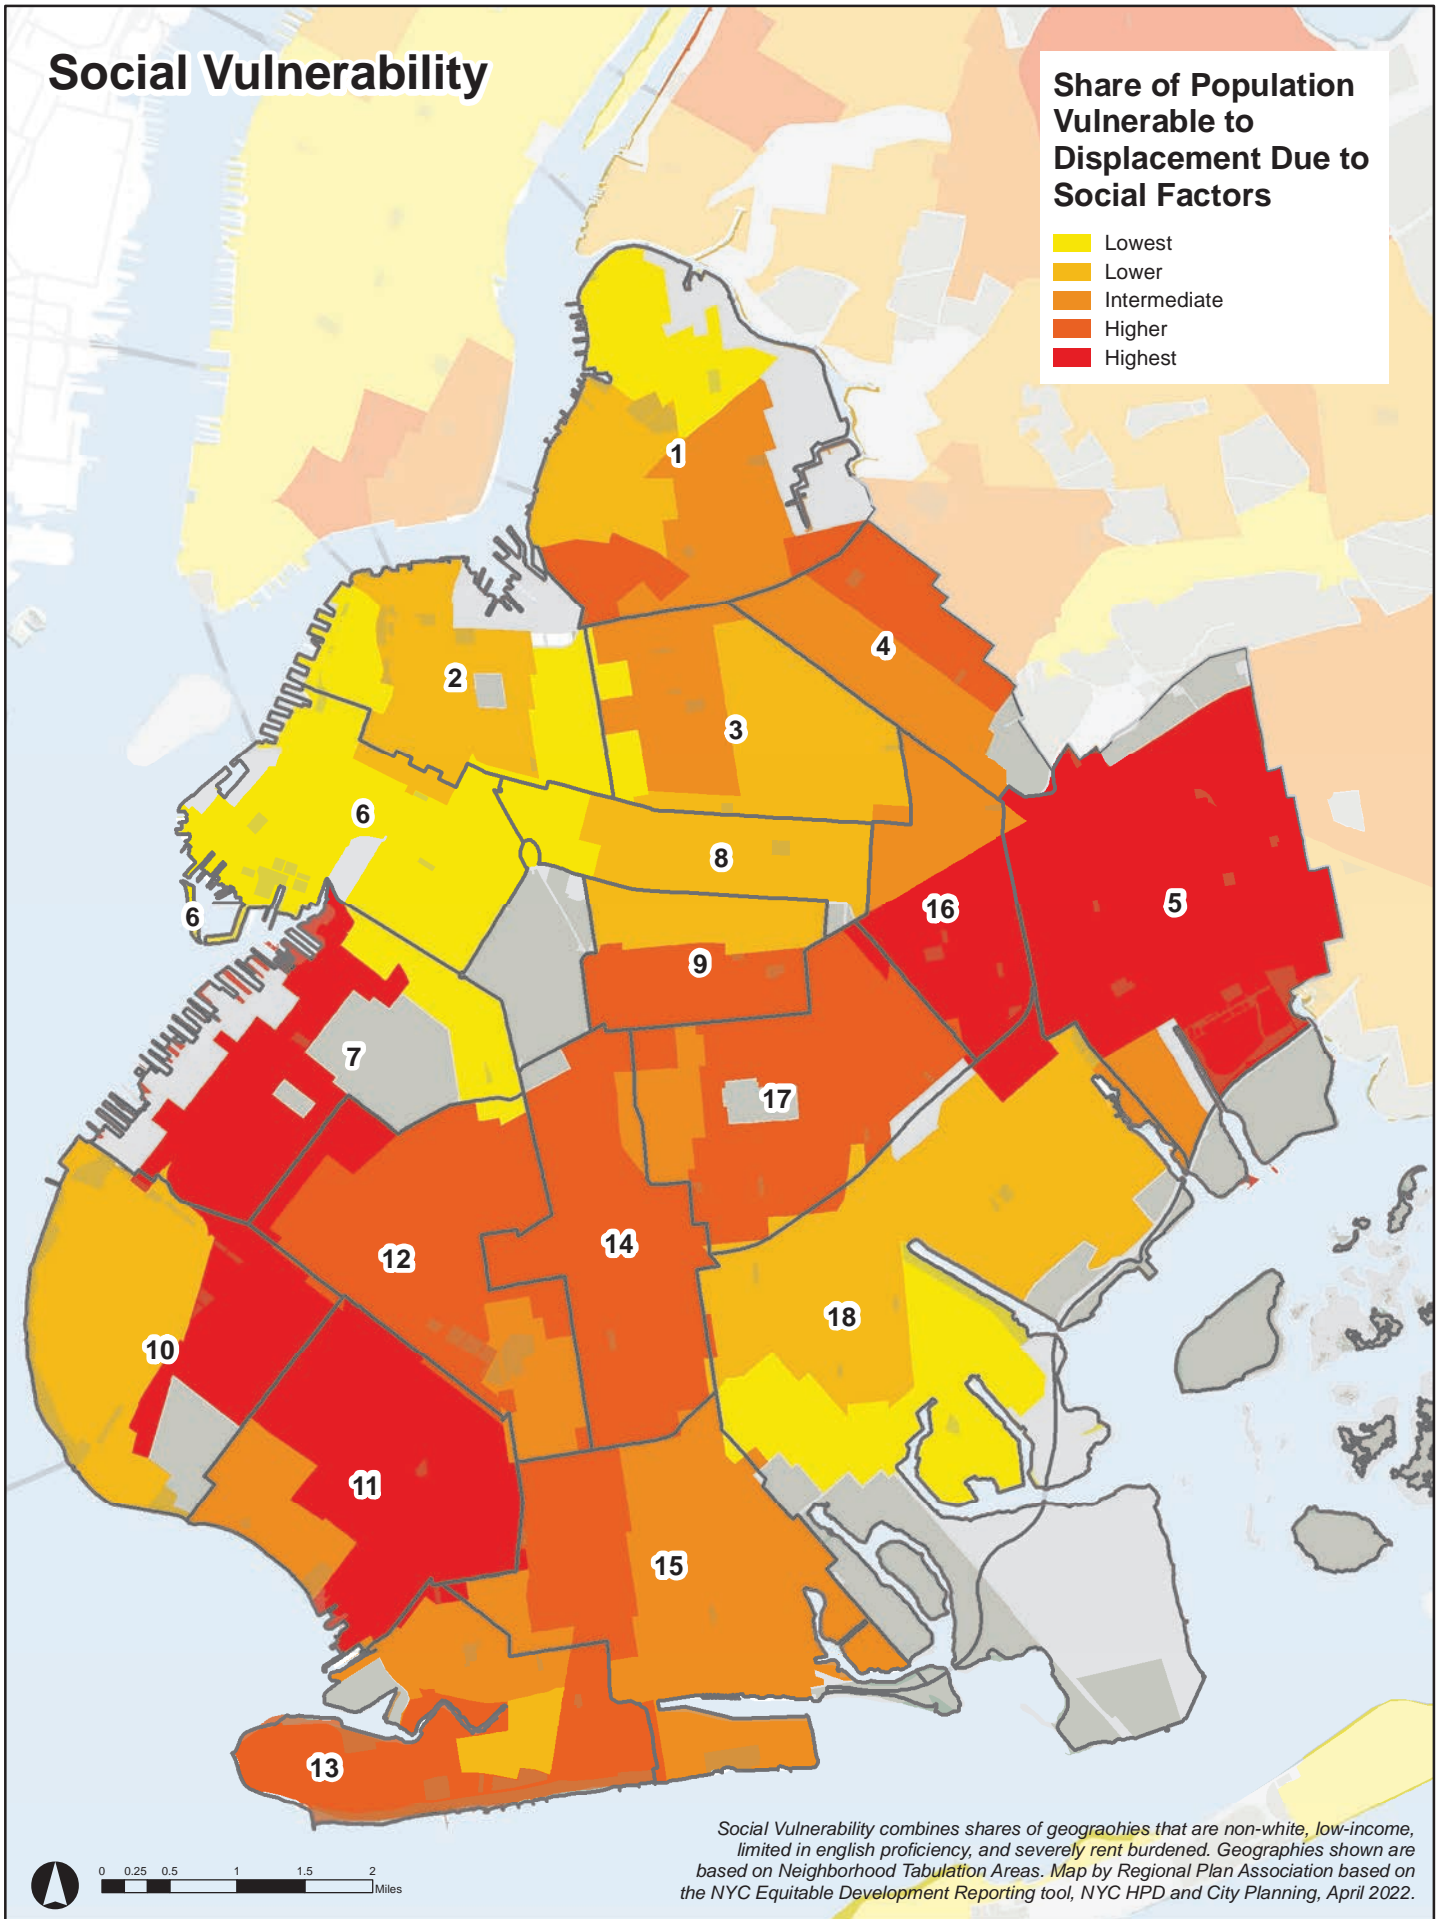 Social Vulnerability
Share of Population
Vulnerable to
Displacement Due to
Social Factors
Lowest
Lower
Intermediate
Higher
Highest
1
2
4
3
6
8
5
16
6
9
7
17
14
12
18
10
11
15
13
Social Vulnerability combines shares of geograohies that are non-white, low-income,
limited in english proficiency, and severely rent burdened. Geographies shown are
based on Neighborhood Tabulation Areas. Map by Regional Plan Association based on
the NYC Equitable Development Reporting tool, NYC HPD and City Planning, April 2022.
0 0.25 0.5 1 1.5 2
Miles